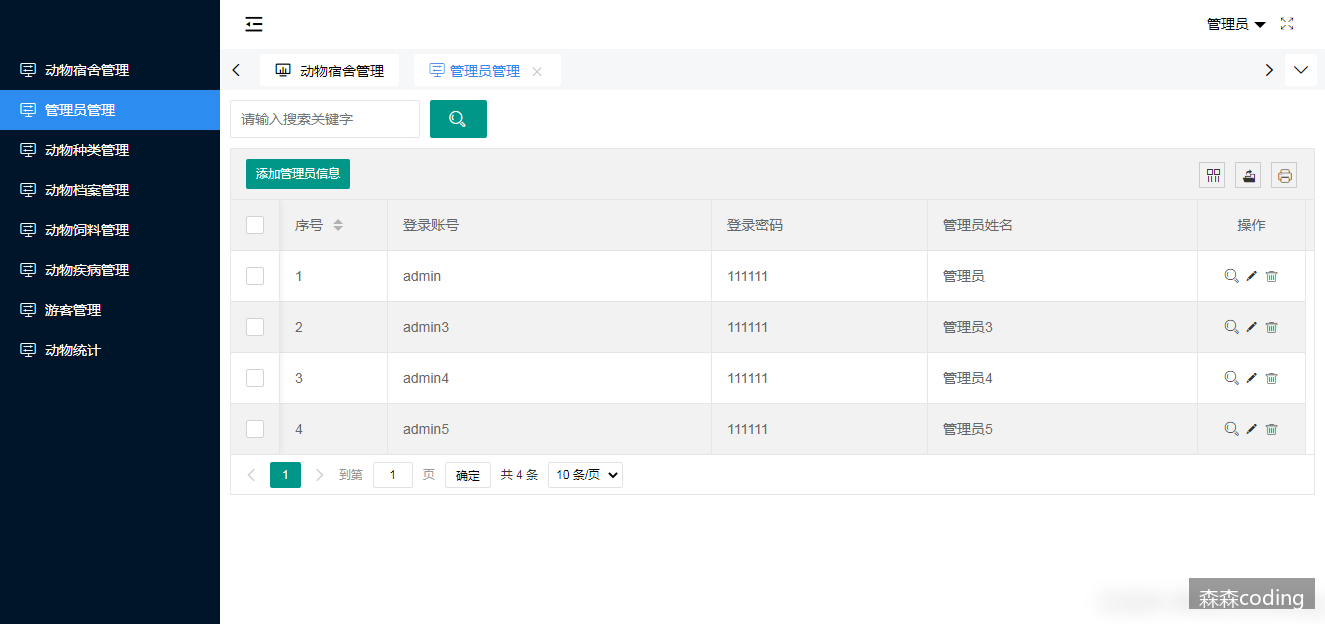 管理员
动物宿舍管理
管理员管理
动物种类管理
动物档案管理
动物饲料管理
动物疾病管理
游客管理
动物统计
动物宿舍管理 管理员管理
请输入搜索关键字
添加管理员信息
序号 登录账号 登录密码 管理员姓名 操作
1 admin 111111 管理员
2 admin3 111111 管理员3
3 admin4 111111 管理员4
4 admin5 111111 管理员5
1 到第 1 页 确定 共 4 条 10 条/页
森森coding